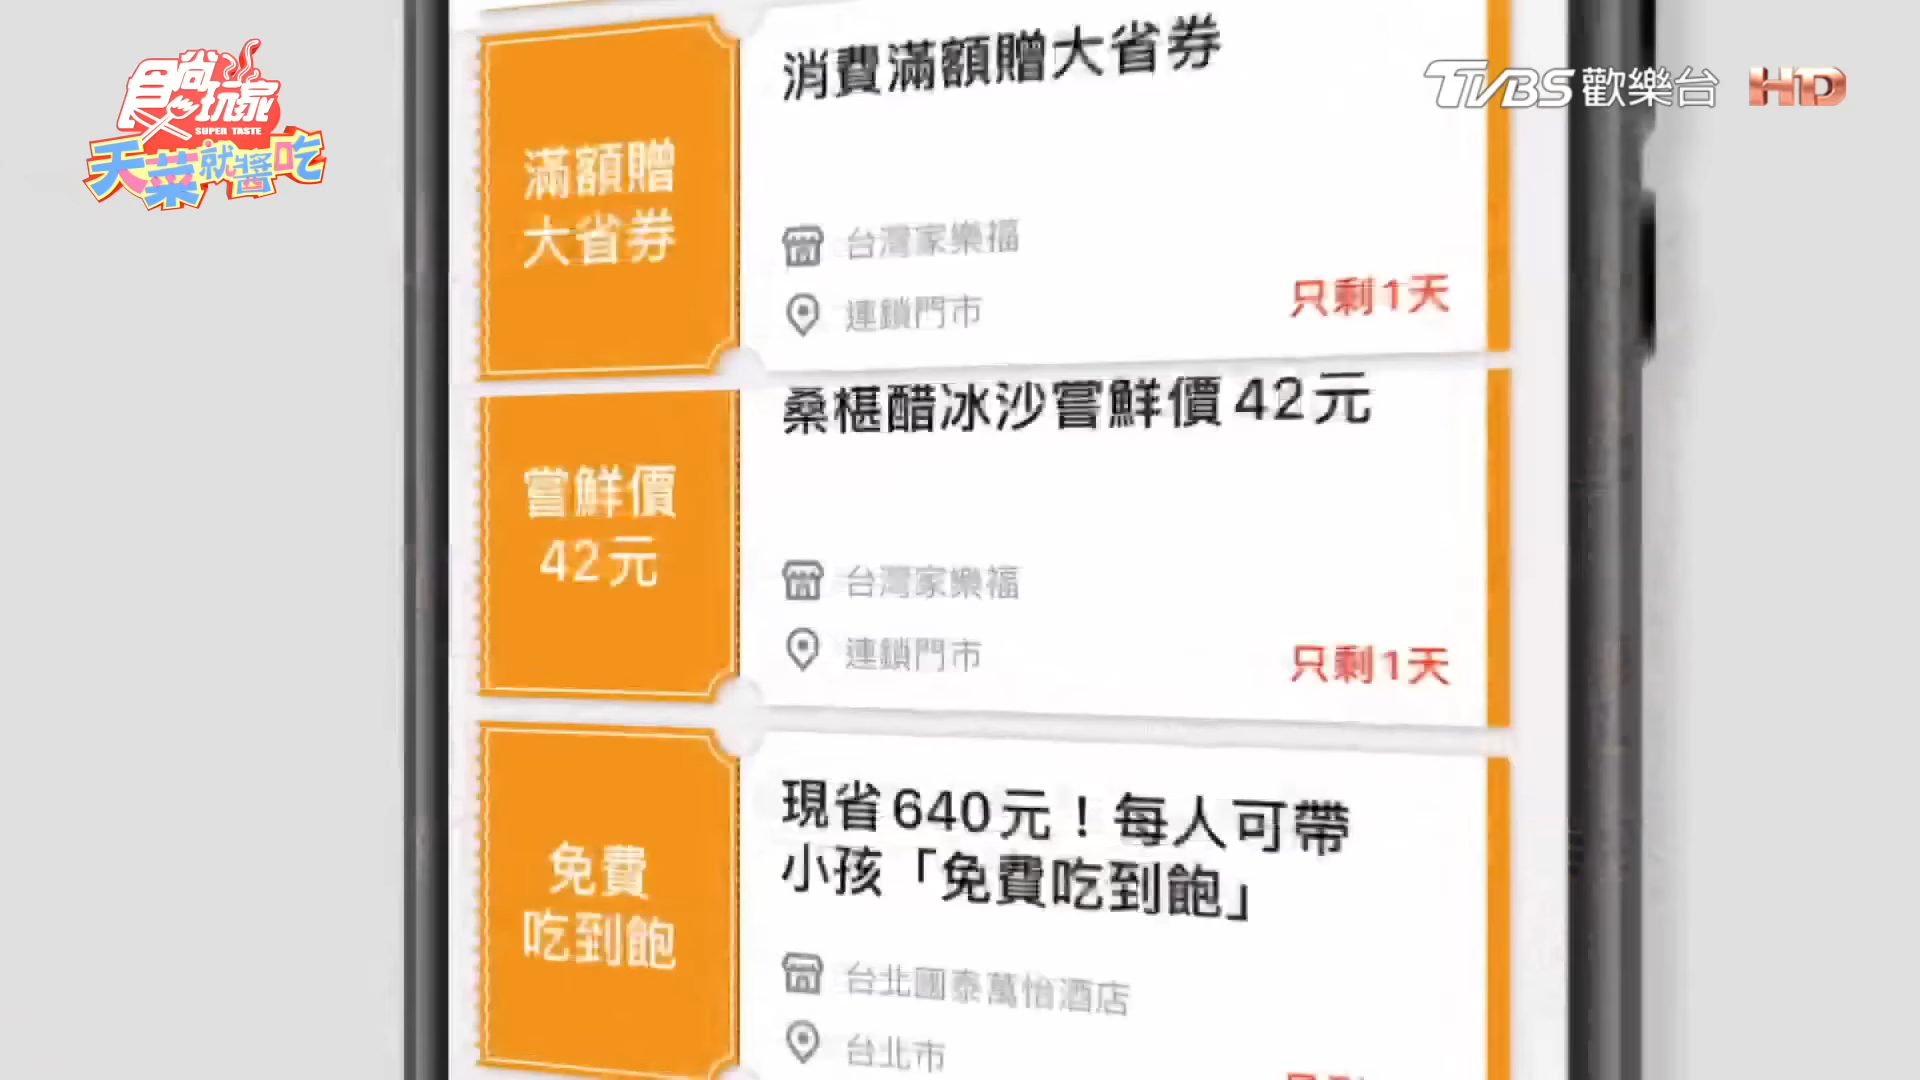 食尚玩家
SUPER TASTE
天菜就醬吃
TVBS歡樂台 HD
滿額贈
大省券
消費滿額贈大省券
台灣家樂福
連鎖門市
只剩1天
嘗鮮價
42元
桑椹醋冰沙嘗鮮價42元
台灣家樂福
連鎖門市
只剩1天
免費
吃到飽
現省640元！每人可帶
小孩「免費吃到飽」
台北國泰萬怡酒店
台北市